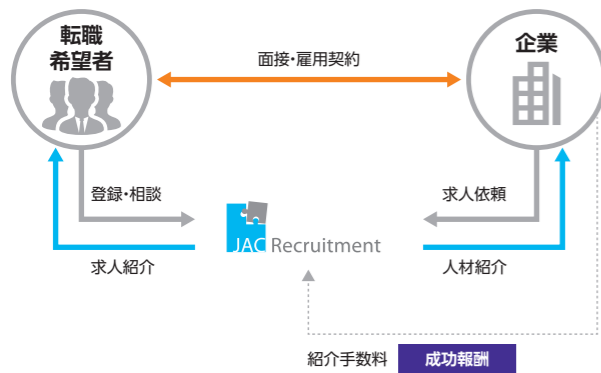 転職
希望者
企業
面接・雇用契約
登録・相談
求人依頼
JAC Recruitment
求人紹介
人材紹介
紹介手数料
成功報酬